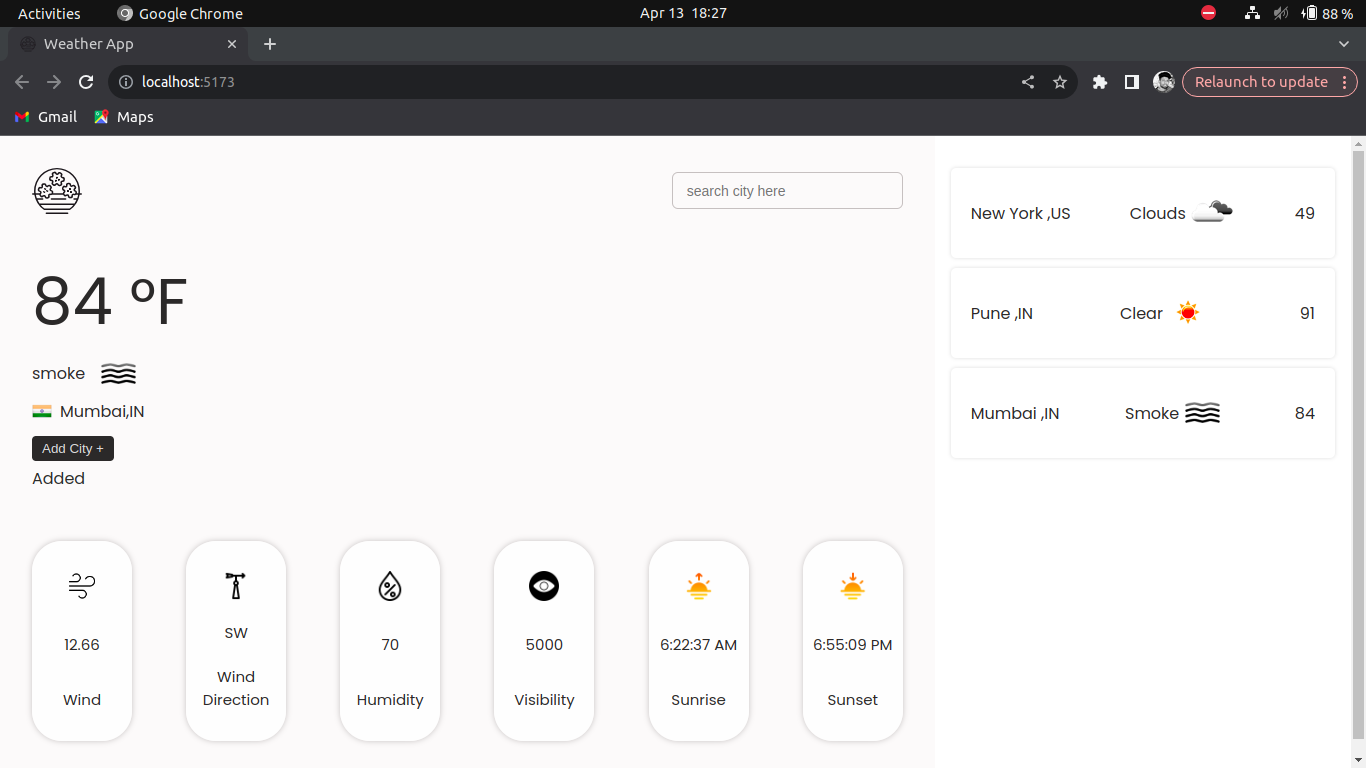 Activities Google Chrome Apr 13 18:27 88 %
Weather App
localhost:5173 Relaunch to update
Gmail Maps
search city here
84 °F
smoke
Mumbai,IN
Add City +
Added
12.66
Wind
SW
Wind
Direction
70
Humidity
5000
Visibility
6:22:37 AM
Sunrise
6:55:09 PM
Sunset
New York ,US Clouds 49
Pune ,IN Clear 91
Mumbai ,IN Smoke 84